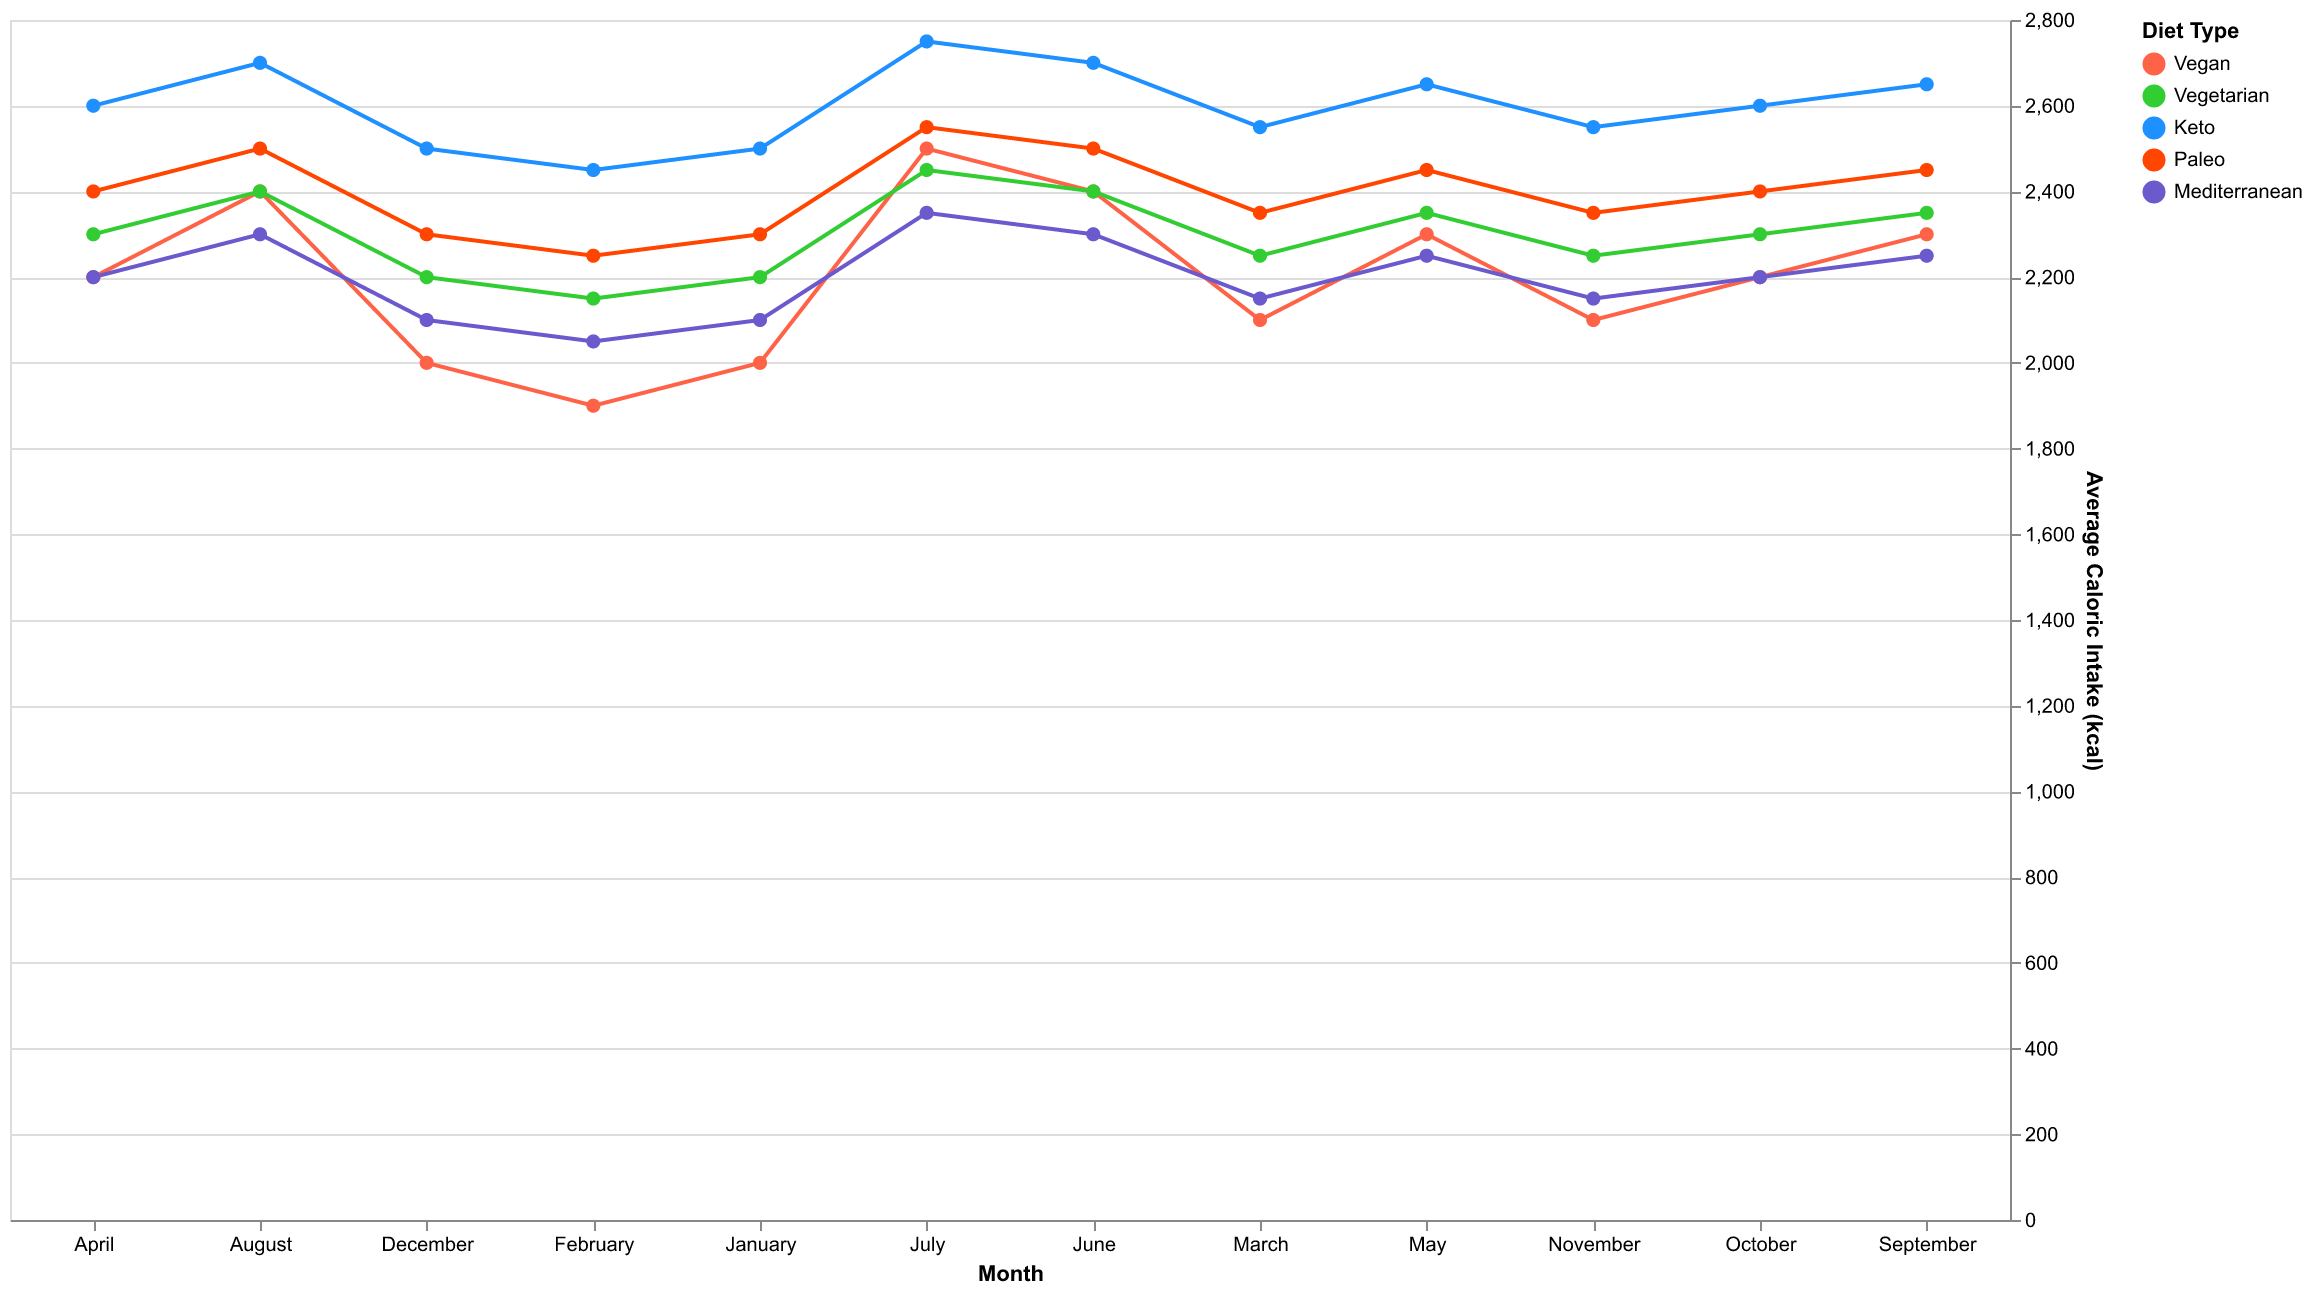 Diet Type
Vegan
Vegetarian
Keto
Paleo
Mediterranean
2,800
2,600
2,400
2,200
2,000
1,800
1,600
1,400
1,200
1,000
800
600
400
200
0
Average Caloric Intake (kcal)
April August December February January July June March May November October September
Month